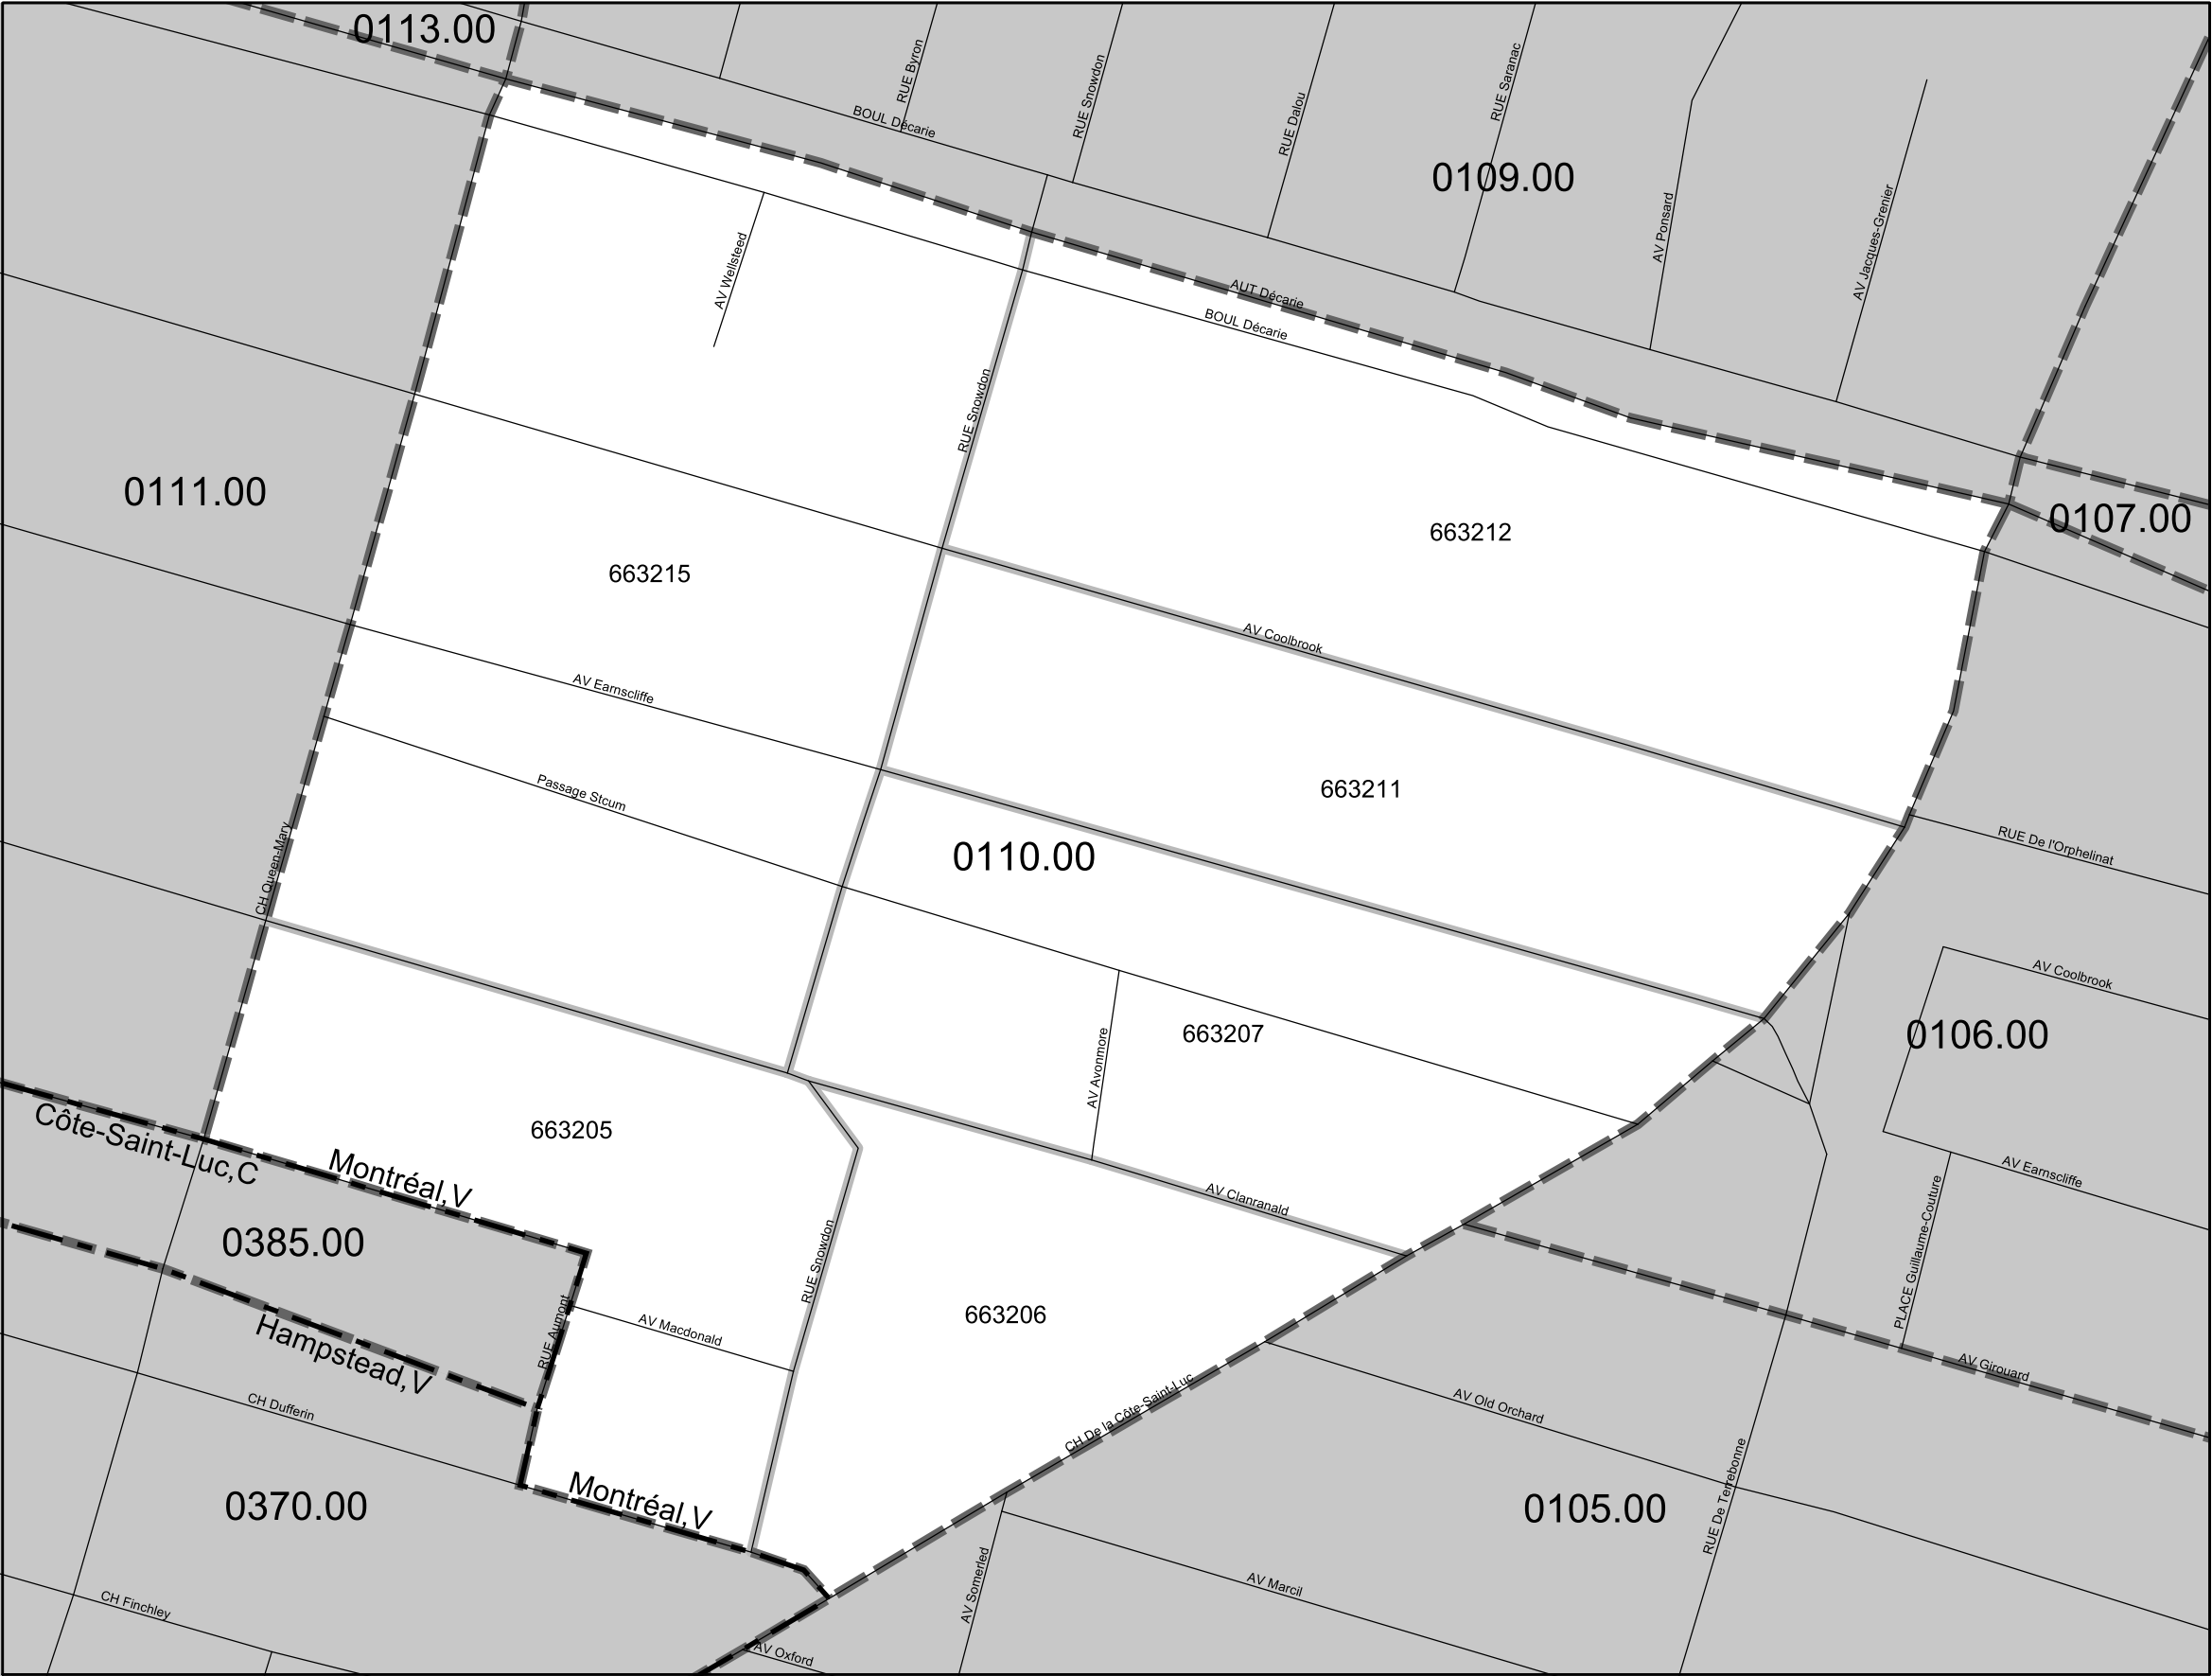 0113.00
RUE Byron
RUE Snowdon
BOUL Décarie
RUE Dalou
RUE Saranac
0109.00
AV Ponsard
AV Jacques-Grenier
AV Wellsteed
AUT Décarie
BOUL Décarie
RUE Snowdon
0111.00
663212
0107.00
663215
AV Coolbrook
AV Earnscliffe
663211
Passage Stcum
CH Queen-Mary
0110.00
RUE De l'Orphelinat
AV Coolbrook
0106.00
663207
AV Avonmore
Côte-Saint-Luc,C
663205
Montréal,V
AV Clanranald
AV Earnscliffe
PLACE Guillaume-Couture
0385.00
RUE Snowdon
663206
Hampstead,V
RUE Aumont
AV Macdonald
AV Girouard
CH Dufferin
CH De la Côte-Saint-Luc
AV Old Orchard
0370.00
Montréal,V
0105.00
RUE De Terrebonne
CH Finchley
AV Somerled
AV Marcil
AV Oxford